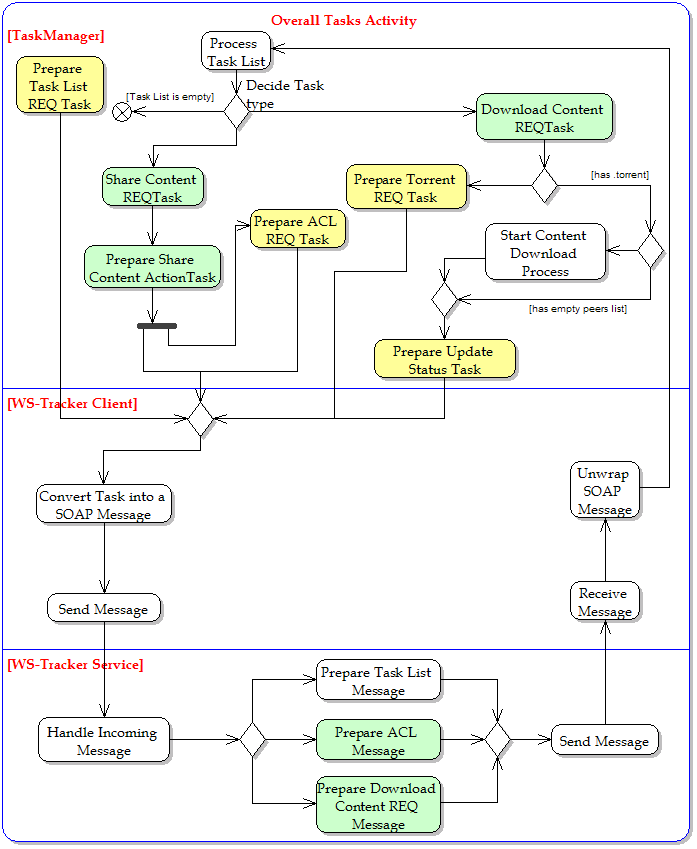 Overall Tasks Activity
[TaskManager]
Process
Task List
Prepare
Task List
REQ Task
[Task List is empty]
Decide Task
type
Download Content
REQTask
Share Content
REQTask
Prepare Torrent
REQ Task
[has .torrent]
Prepare ACL
REQ Task
Start Content
Download
Process
Prepare Share
Content ActionTask
[has empty peers list]
Prepare Update
Status Task
[WS-Tracker Client]
Convert Task into a
SOAP Message
Unwrap
SOAP
Message
Send Message
Receive
Message
[WS-Tracker Service]
Prepare Task List
Message
Handle Incoming
Message
Prepare ACL
Message
Send Message
Prepare Download
Content REQ
Message